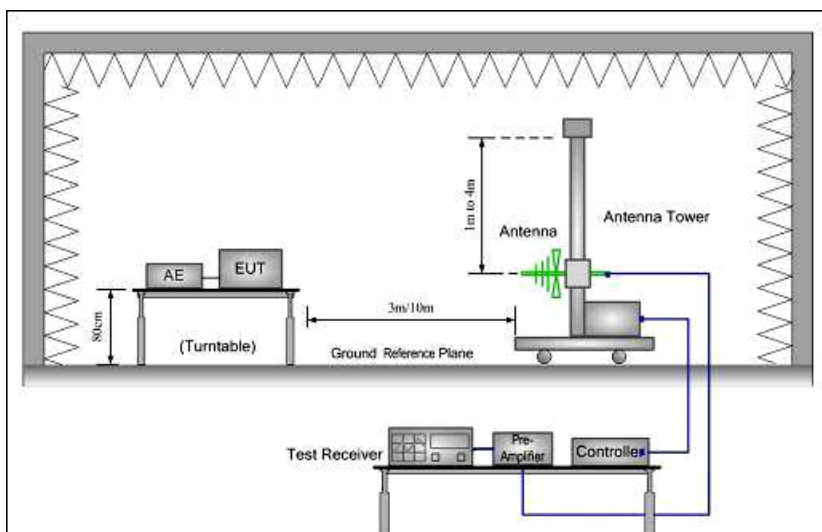 1m to 4m
Antenna
Antenna Tower
AE
EUT
80cm
(Turntable)
3m/10m
Ground Reference Plane
Test Receiver
Pre-
Amplifier
Controller